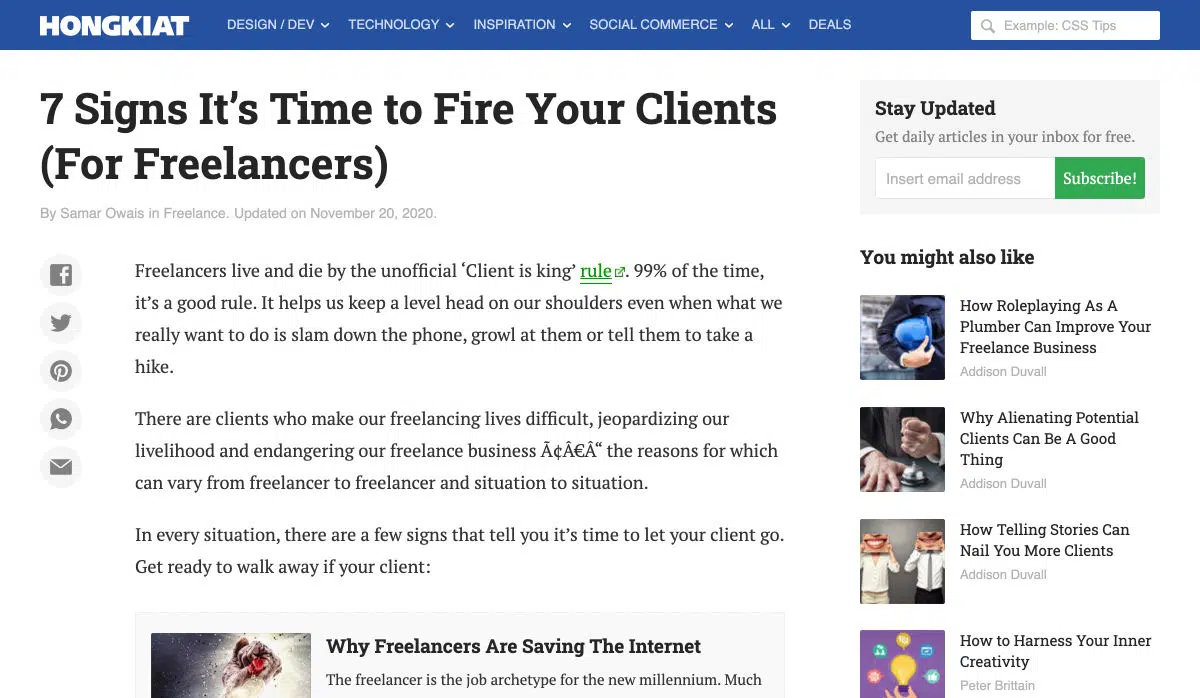 HONGKIAT
DESIGN / DEV
TECHNOLOGY
INSPIRATION
SOCIAL COMMERCE
ALL
DEALS
Example: CSS Tips
7 Signs It’s Time to Fire Your Clients
(For Freelancers)
By Samar Owais in Freelance. Updated on November 20, 2020.
Freelancers live and die by the unofficial ‘Client is king’ rule. 99% of the time,
it’s a good rule. It helps us keep a level head on our shoulders even when what we
really want to do is slam down the phone, growl at them or tell them to take a
hike.
There are clients who make our freelancing lives difficult, jeopardizing our
livelihood and endangering our freelance business Ã¢Â€Â“ the reasons for which
can vary from freelancer to freelancer and situation to situation.
In every situation, there are a few signs that tell you it’s time to let your client go.
Get ready to walk away if your client:
Why Freelancers Are Saving The Internet
The freelancer is the job archetype for the new millennium. Much
Stay Updated
Get daily articles in your inbox for free.
Insert email address
Subscribe!
You might also like
How Roleplaying As A
Plumber Can Improve Your
Freelance Business
Addison Duvall
Why Alienating Potential
Clients Can Be A Good
Thing
Addison Duvall
How Telling Stories Can
Nail You More Clients
Addison Duvall
How to Harness Your Inner
Creativity
Peter Brittain